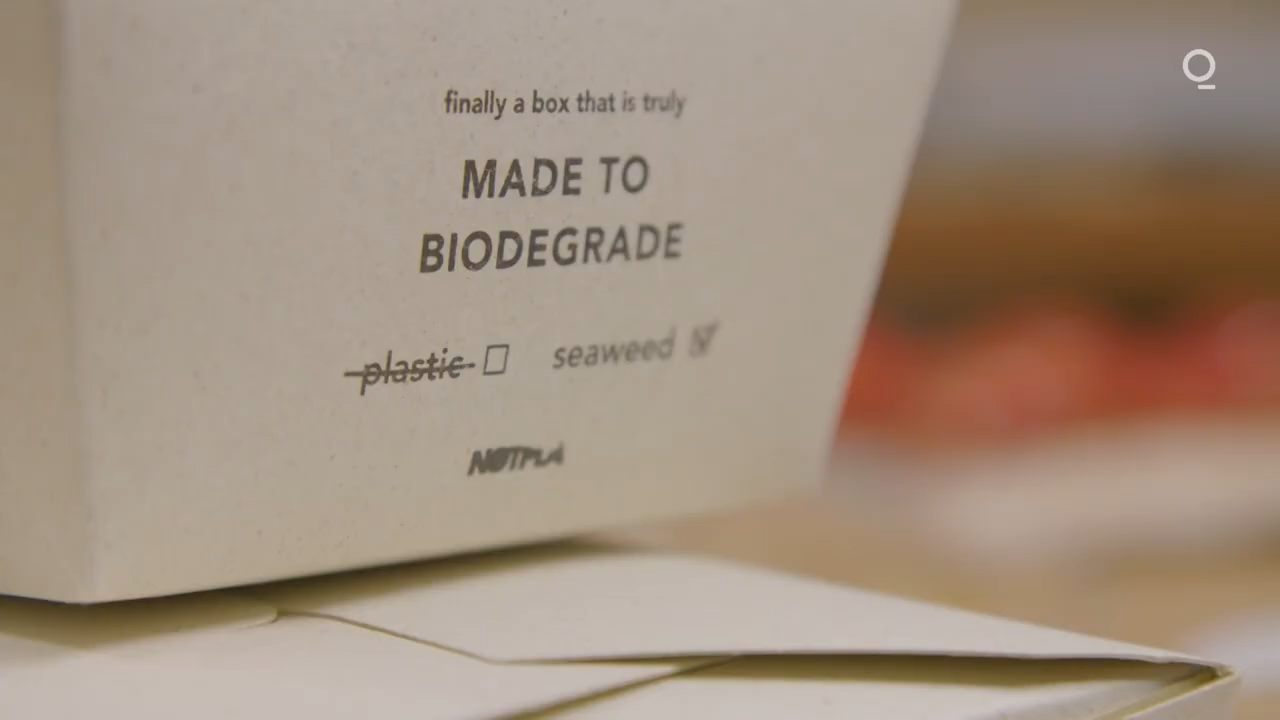 finally a box that is truly
MADE TO
BIODEGRADE
plastic ☐ seaweed ☑
NOTPLA